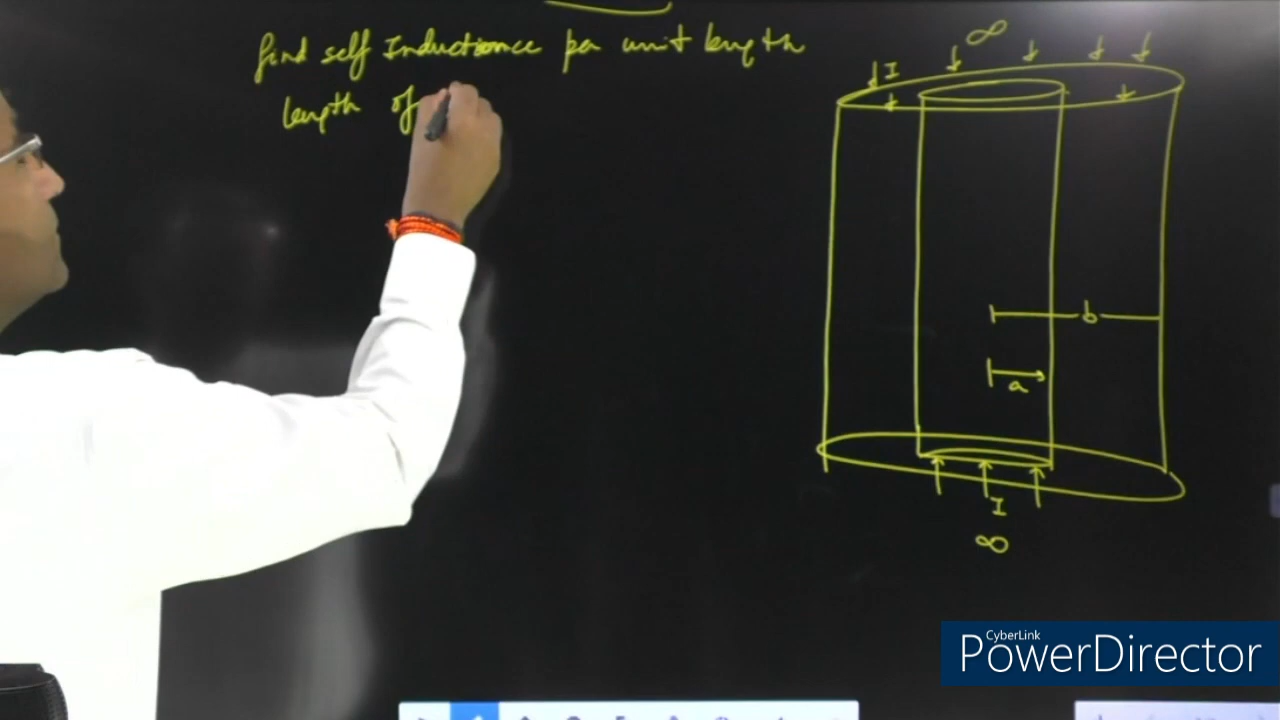 find self Inductance per unit length
length of
∞
I
b
a
I
∞
CyberLink
PowerDirector